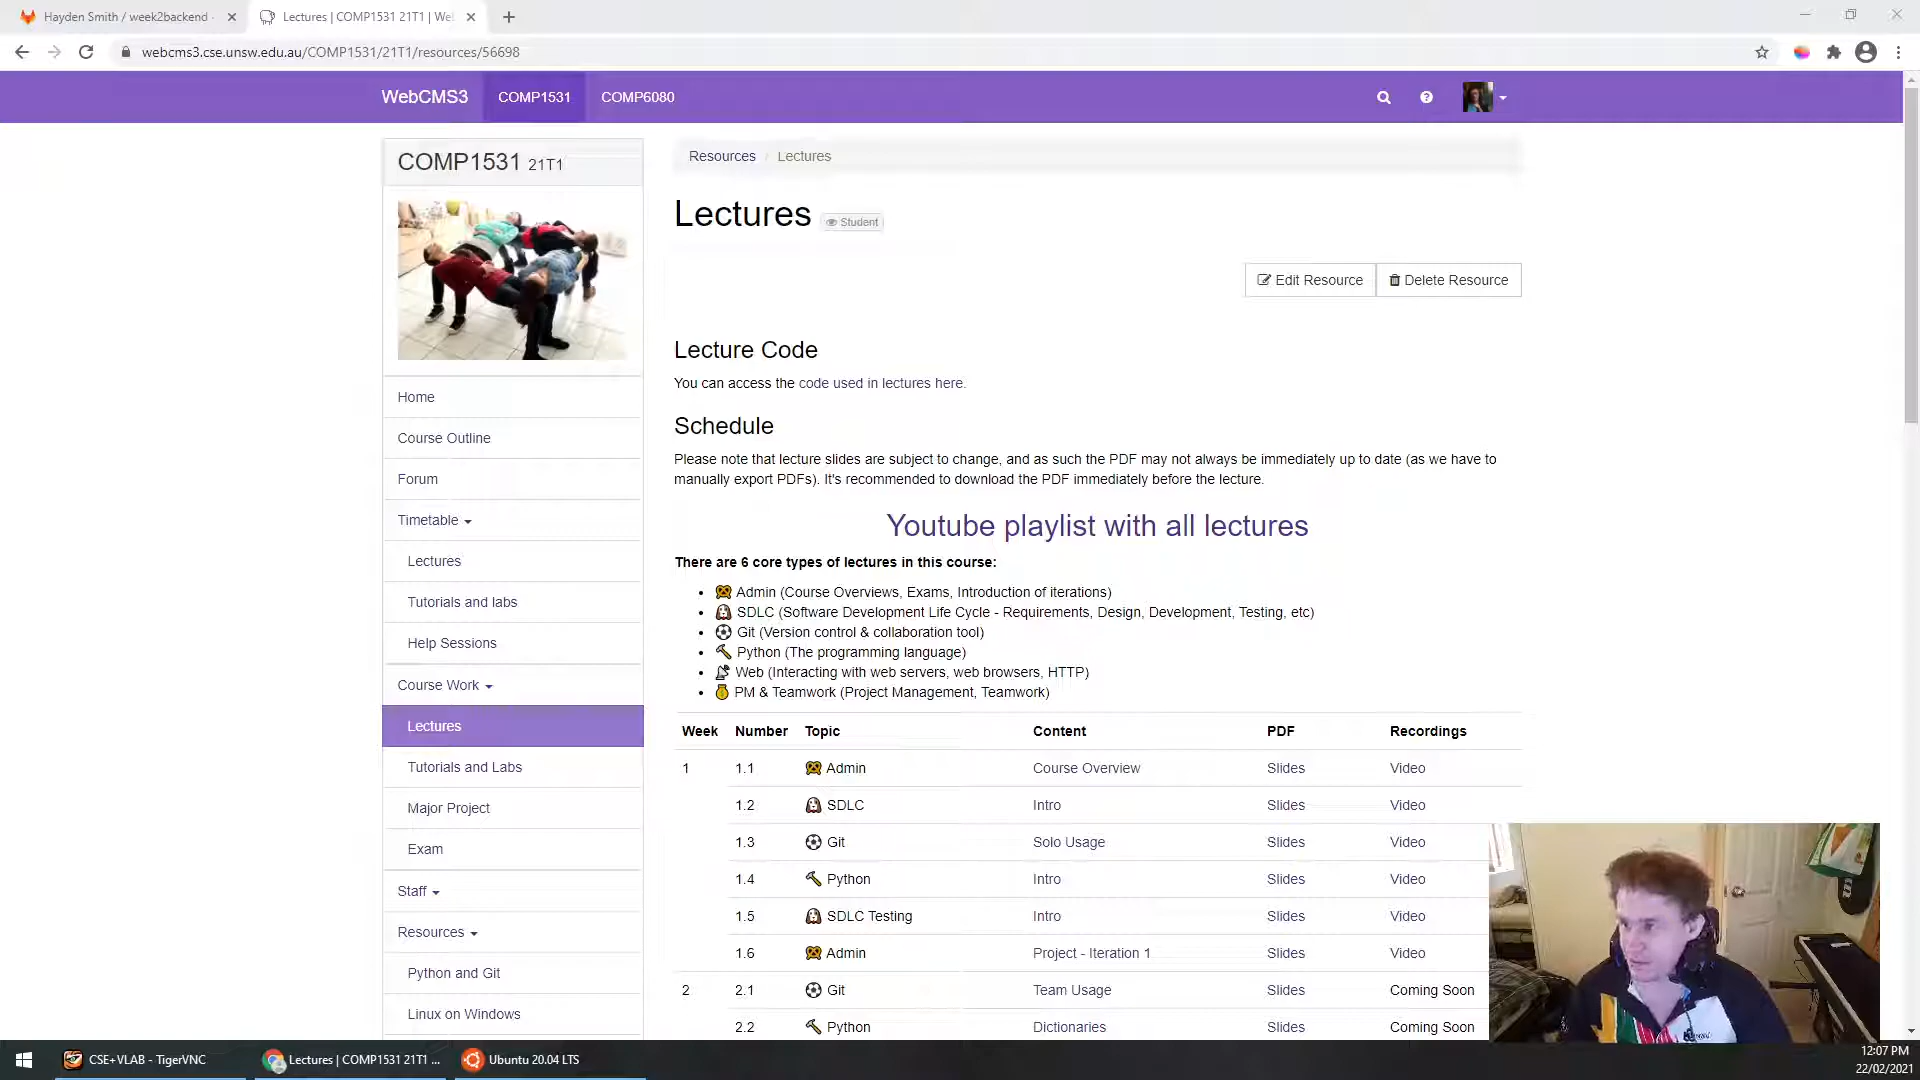 Hayden Smith / week2backend
Lectures | COMP1531 21T1 | We
webcms3.cse.unsw.edu.au/COMP1531/21T1/resources/56698
WebCMS3
COMP1531
COMP6080
COMP1531 21T1
Home
Course Outline
Forum
Timetable
Lectures
Tutorials and labs
Help Sessions
Course Work
Lectures
Tutorials and Labs
Major Project
Exam
Staff
Resources
Python and Git
Linux on Windows
Resources / Lectures
Lectures Student
Edit Resource
Delete Resource
Lecture Code
You can access the code used in lectures here.
Schedule
Please note that lecture slides are subject to change, and as such the PDF may not always be immediately up to date (as we have to
manually export PDFs). It's recommended to download the PDF immediately before the lecture.
Youtube playlist with all lectures
There are 6 core types of lectures in this course:
Admin (Course Overviews, Exams, Introduction of iterations)
SDLC (Software Development Life Cycle - Requirements, Design, Development, Testing, etc)
Git (Version control & collaboration tool)
Python (The programming language)
Web (Interacting with web servers, web browsers, HTTP)
PM & Teamwork (Project Management, Teamwork)
Week Number Topic Content PDF Recordings
1 1.1 Admin Course Overview Slides Video
1.2 SDLC Intro Slides Video
1.3 Git Solo Usage Slides Video
1.4 Python Intro Slides Video
1.5 SDLC Testing Intro Slides Video
1.6 Admin Project - Iteration 1 Slides Video
2 2.1 Git Team Usage Slides Coming Soon
2.2 Python Dictionaries Slides Coming Soon
CSE+VLAB - TigerVNC
Lectures | COMP1531 21T1 ...
Ubuntu 20.04 LTS
12:07 PM
22/02/2021